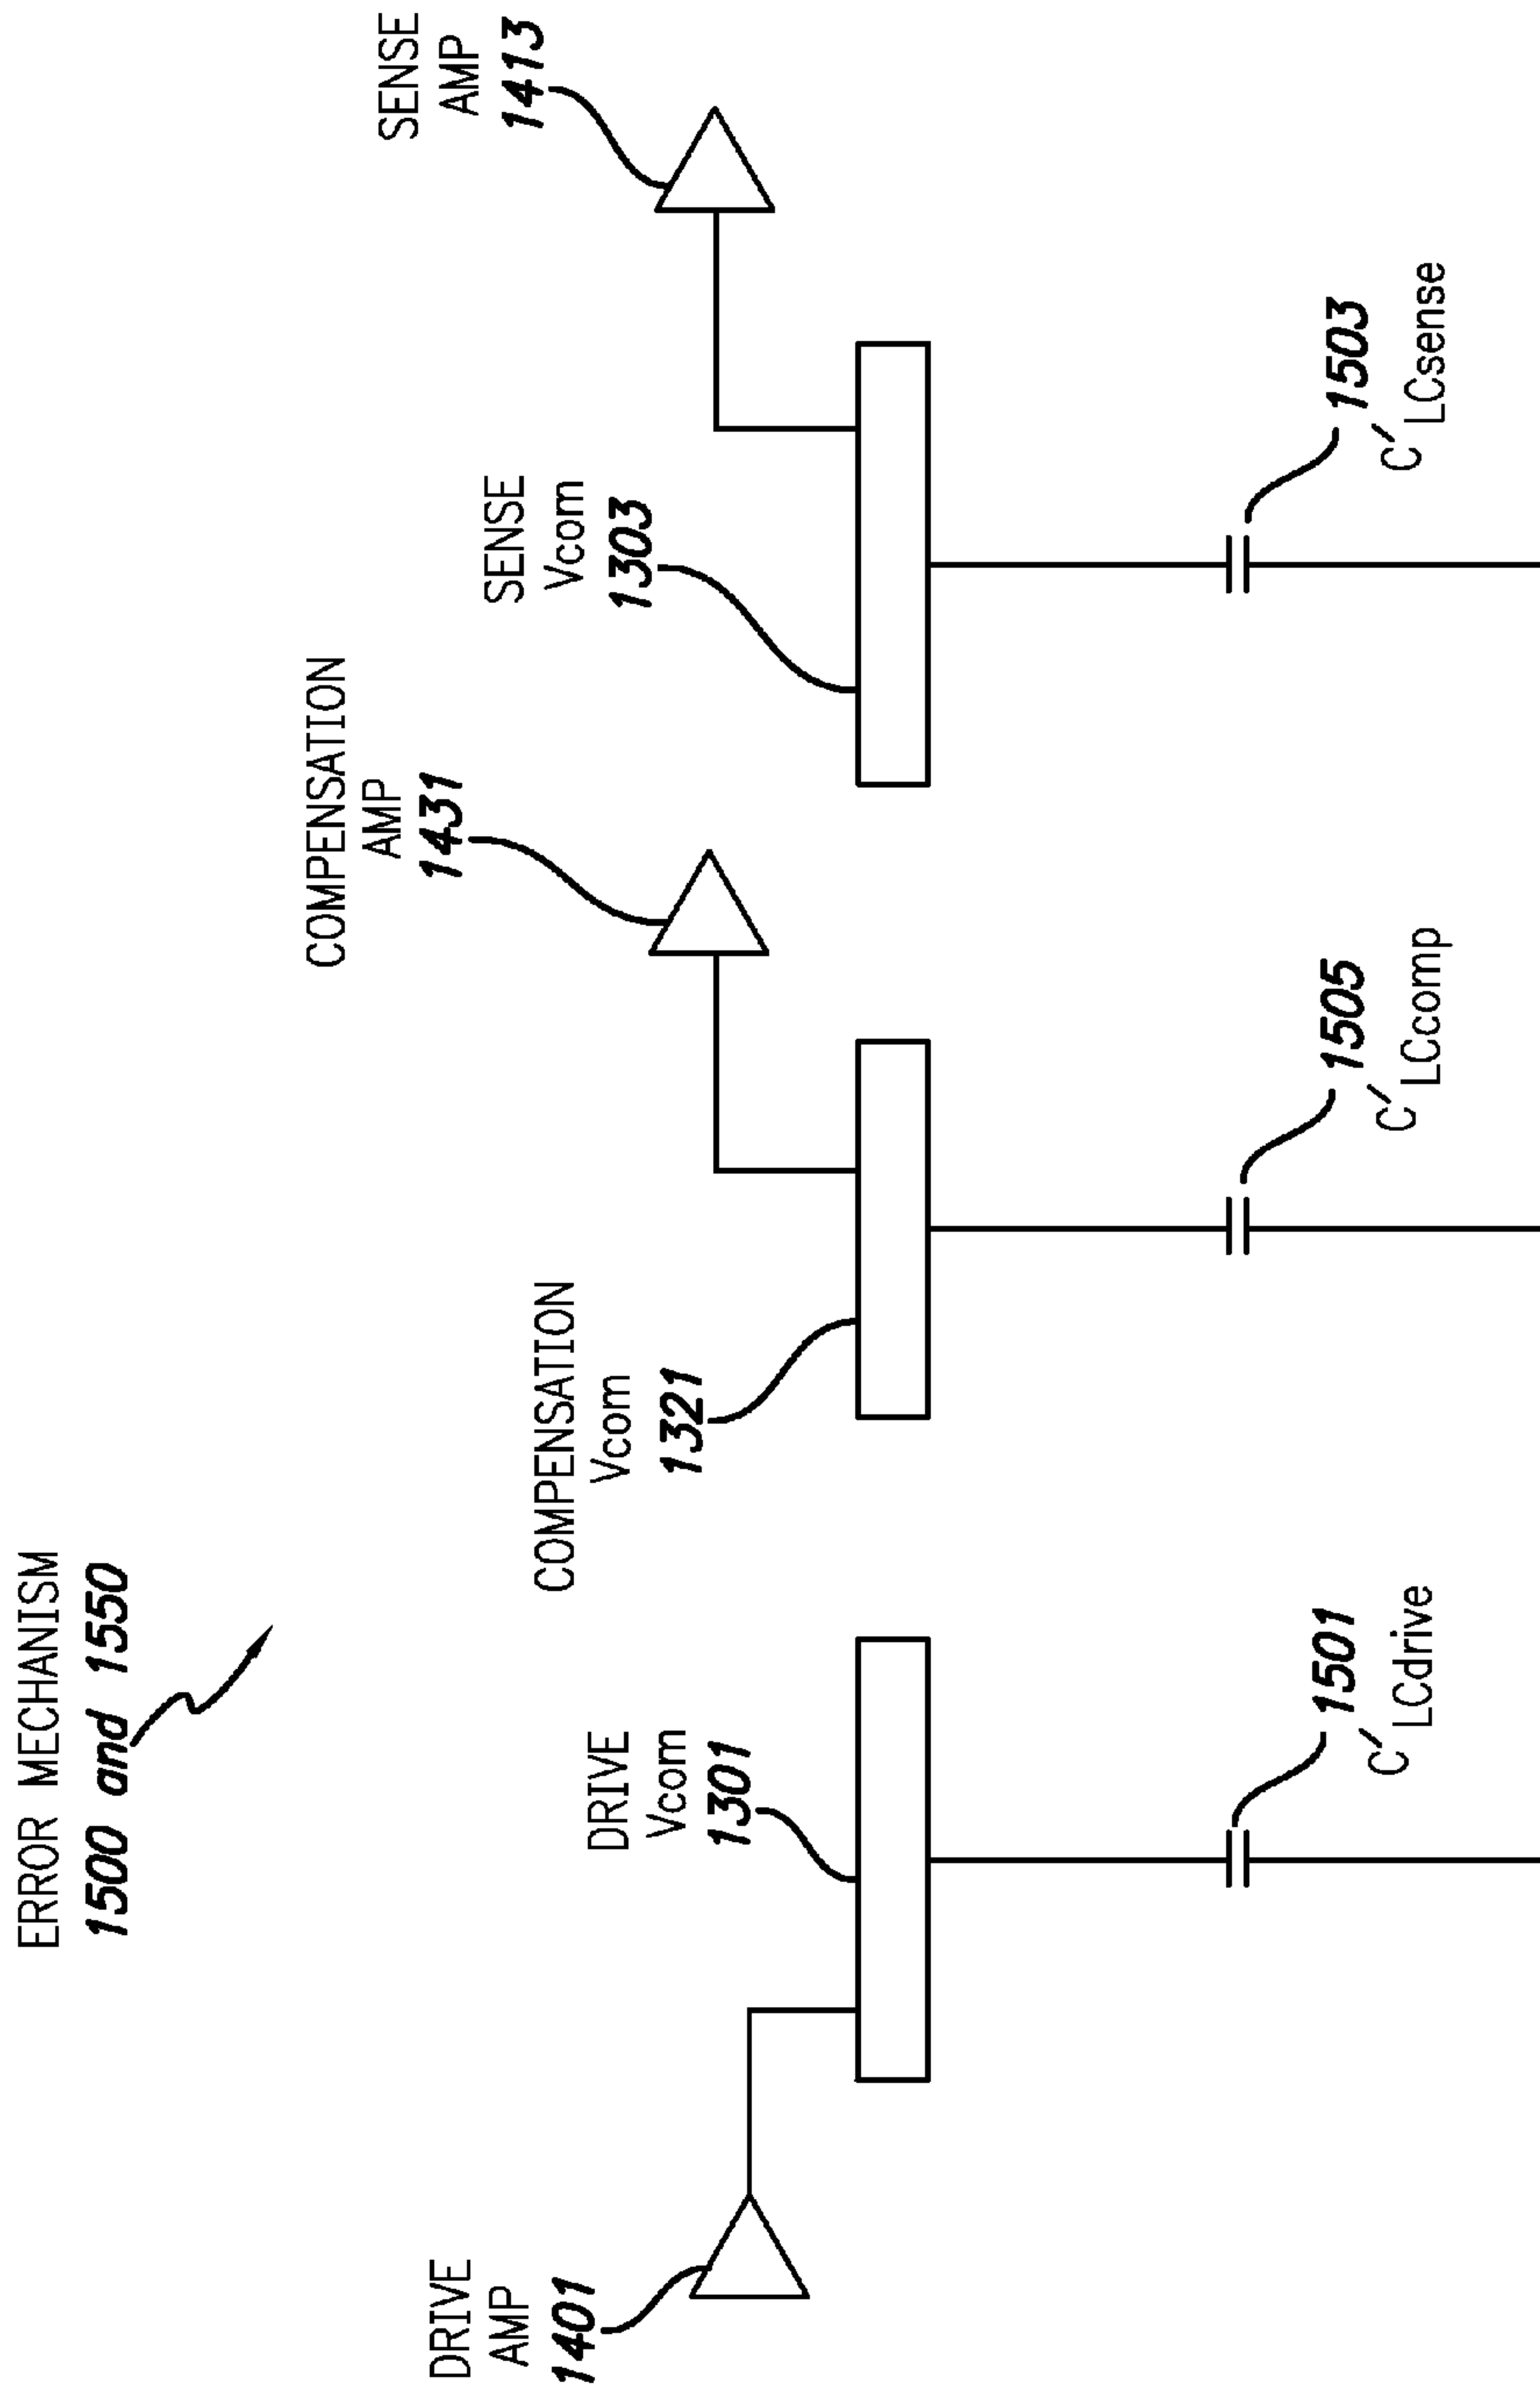 ERROR MECHANISM
1500 and 1550
DRIVE
AMP
1401
DRIVE
Vcom
1301
COMPENSATION
Vcom
1321
COMPENSATION
AMP
1431
SENSE
Vcom
1303
SENSE
AMP
1413
1501
C′LCdrive
1505
C′LCcomp
1503
C′LCsense